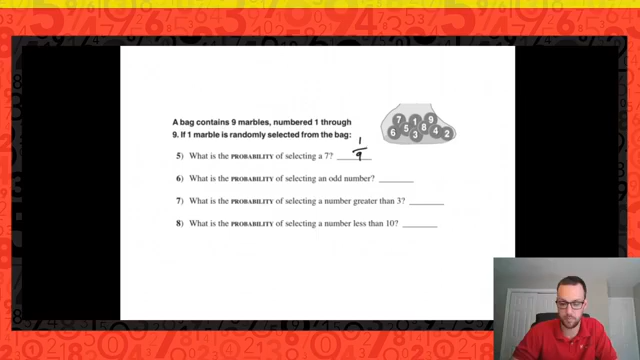 A bag contains 9 marbles, numbered 1 through
9. If 1 marble is randomly selected from the bag:
7 1 9
6 5 3 8 4 2
5) What is the PROBABILITY of selecting a 7? 1/9
6) What is the PROBABILITY of selecting an odd number? ________
7) What is the PROBABILITY of selecting a number greater than 3? ________
8) What is the PROBABILITY of selecting a number less than 10? ________